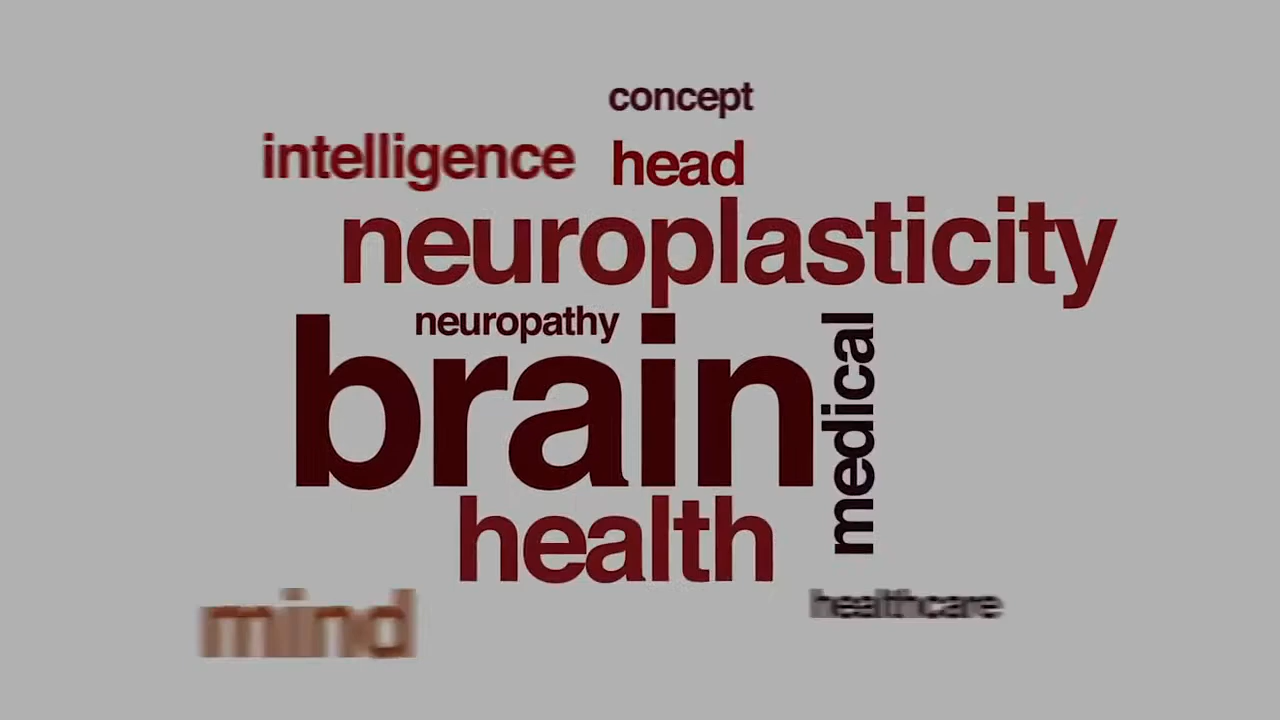 concept
intelligence head
neuroplasticity
neuropathy
brain
medical
health
mind
healthcare